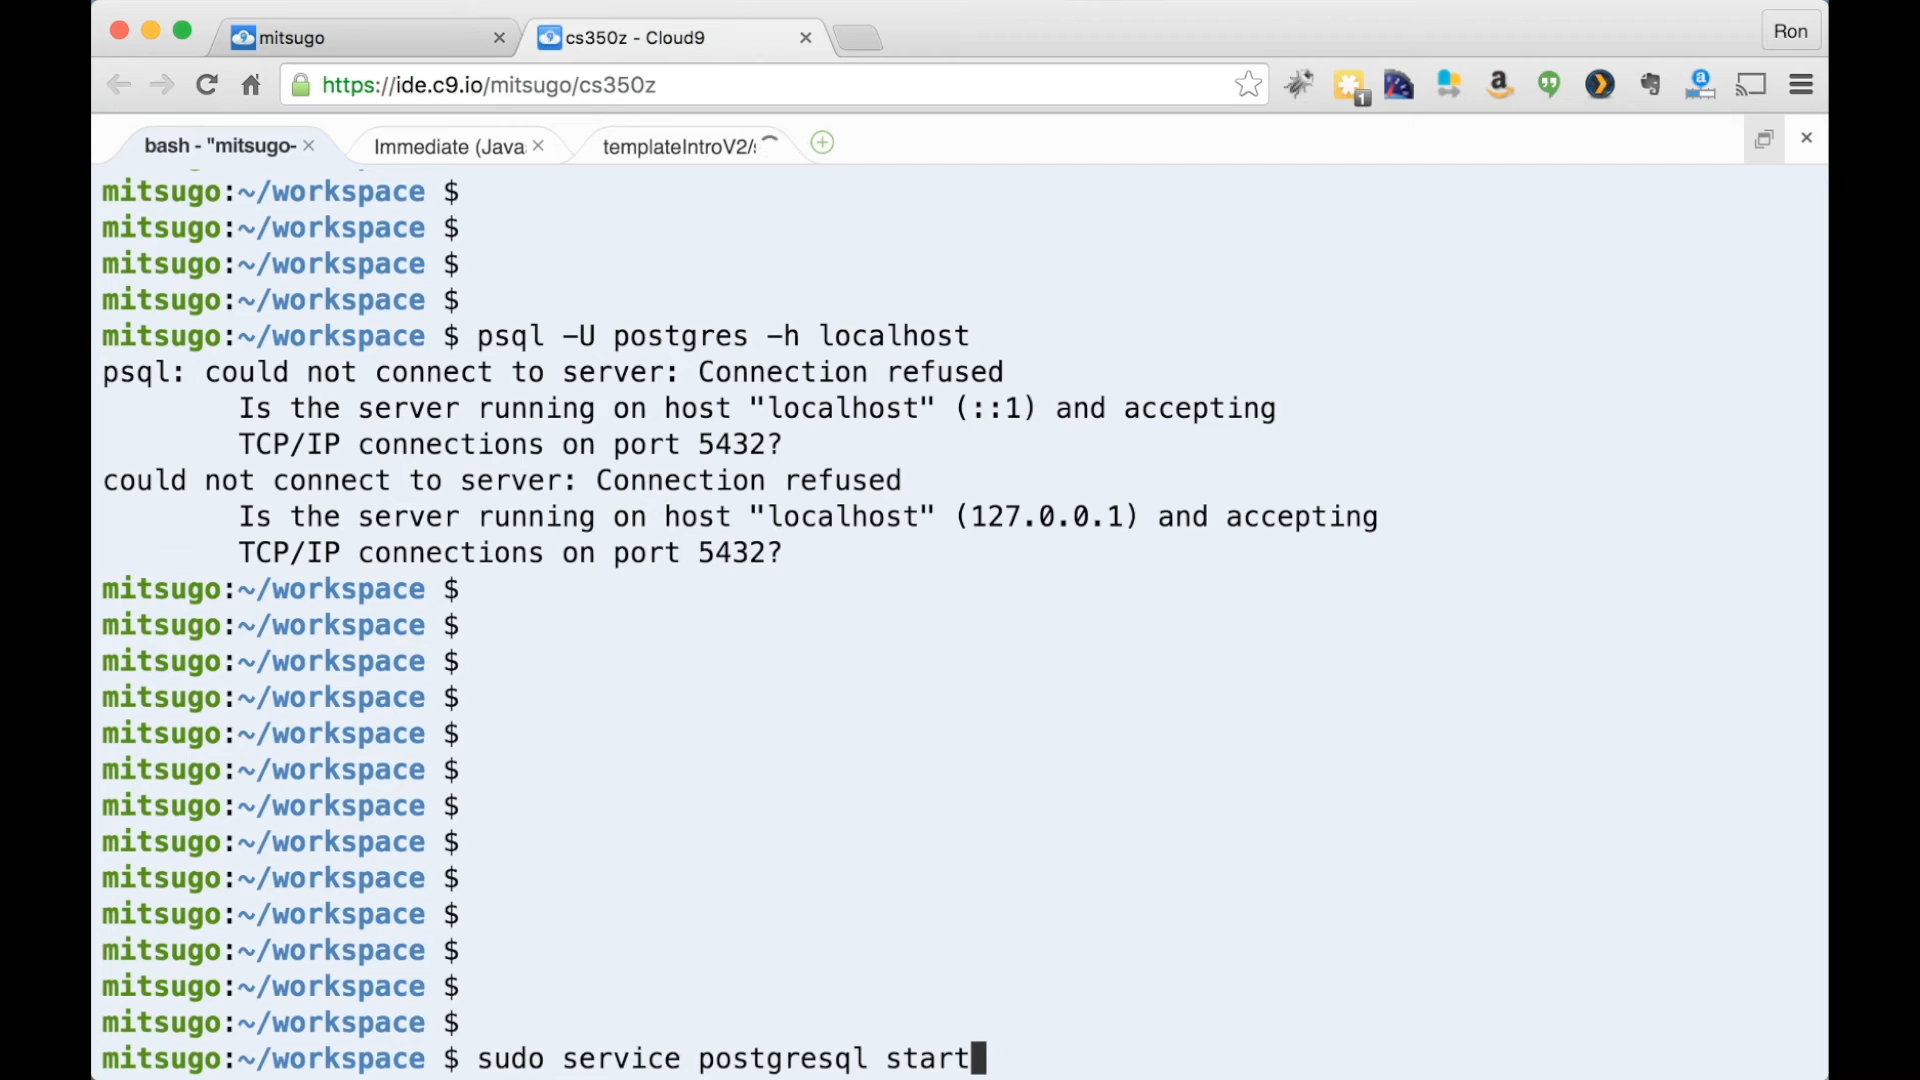 mitsugo
cs350z - Cloud9
Ron
https://ide.c9.io/mitsugo/cs350z
1
bash - "mitsugo-
Immediate (Java
templateIntroV2/
mitsugo:~/workspace $
mitsugo:~/workspace $
mitsugo:~/workspace $
mitsugo:~/workspace $
mitsugo:~/workspace $ psql -U postgres -h localhost
psql: could not connect to server: Connection refused
Is the server running on host "localhost" (::1) and accepting
TCP/IP connections on port 5432?
could not connect to server: Connection refused
Is the server running on host "localhost" (127.0.0.1) and accepting
TCP/IP connections on port 5432?
mitsugo:~/workspace $
mitsugo:~/workspace $
mitsugo:~/workspace $
mitsugo:~/workspace $
mitsugo:~/workspace $
mitsugo:~/workspace $
mitsugo:~/workspace $
mitsugo:~/workspace $
mitsugo:~/workspace $
mitsugo:~/workspace $
mitsugo:~/workspace $
mitsugo:~/workspace $
mitsugo:~/workspace $
mitsugo:~/workspace $ sudo service postgresql start